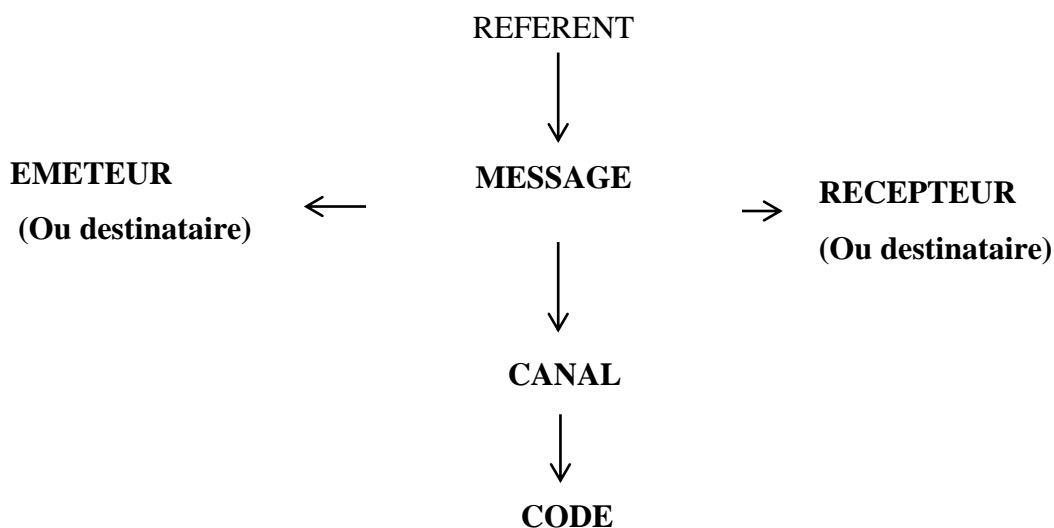 REFERENT
MESSAGE
EMETEUR
(Ou destinataire)
RECEPTEUR
(Ou destinataire)
CANAL
CODE